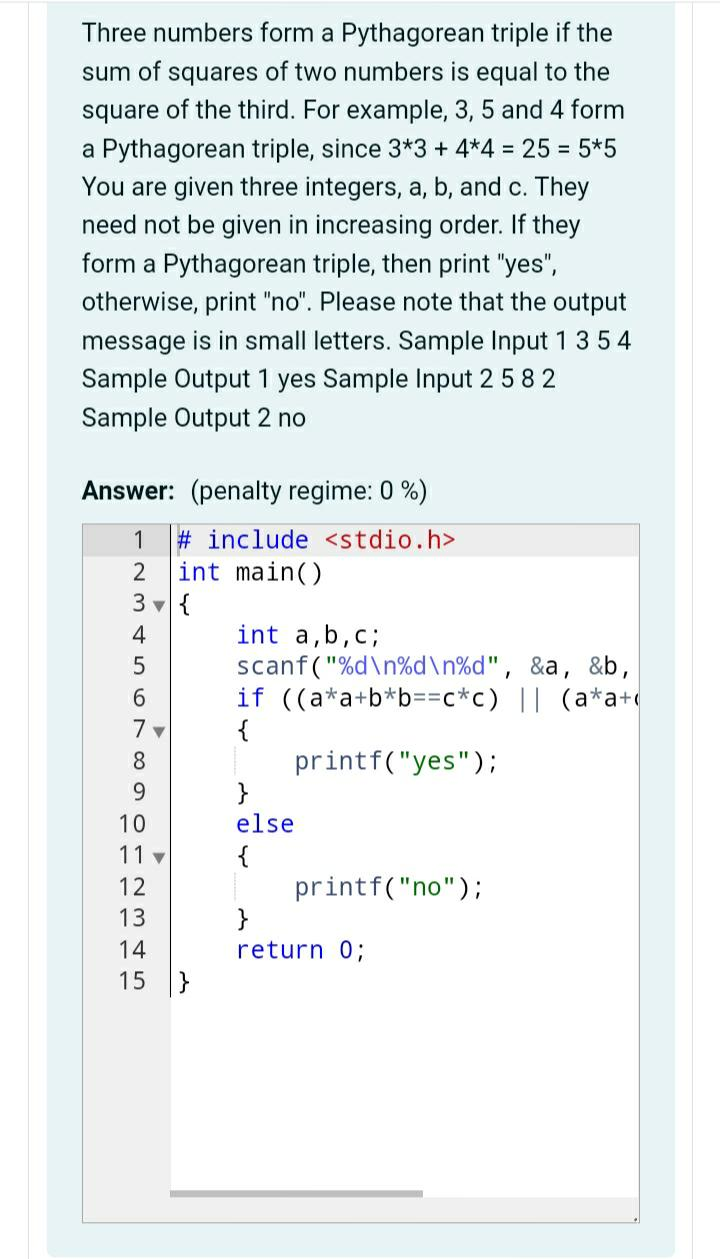 Three numbers form a Pythagorean triple if the
sum of squares of two numbers is equal to the
square of the third. For example, 3, 5 and 4 form
a Pythagorean triple, since 3*3 + 4*4 = 25 = 5*5
You are given three integers, a, b, and c. They
need not be given in increasing order. If they
form a Pythagorean triple, then print "yes",
otherwise, print "no". Please note that the output
message is in small letters. Sample Input 1 3 5 4
Sample Output 1 yes Sample Input 2 5 8 2
Sample Output 2 no
Answer: (penalty regime: 0 %)
1 # include <stdio.h>
2 int main()
3 {
4 int a,b,c;
5 scanf("%d\n%d\n%d", &a, &b,
6 if ((a*a+b*b==c*c) || (a*a+
7 {
8 printf("yes");
9 }
10 else
11 {
12 printf("no");
13 }
14 return 0;
15 }